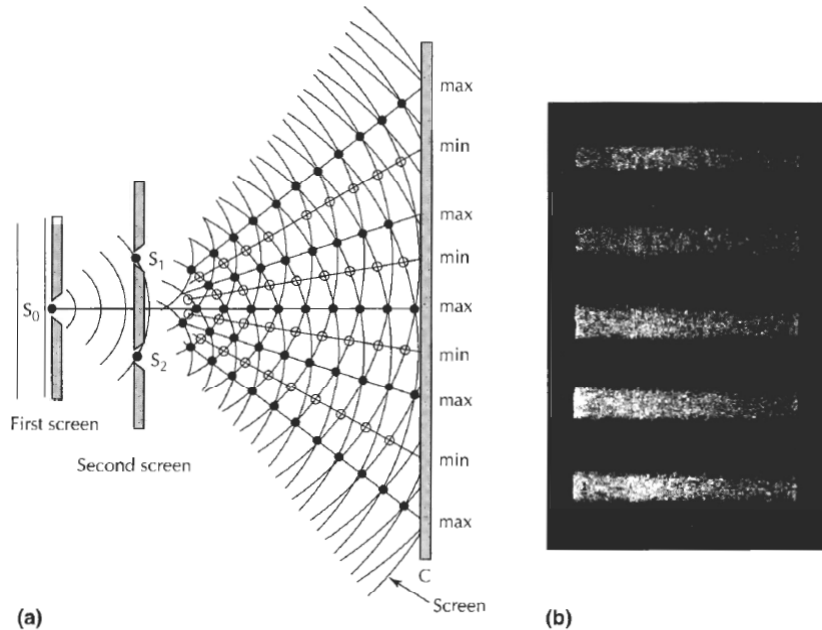 max
min
max
S₁
min
S₀
max
S₂
min
First screen
max
Second screen
min
max
C
Screen
(a)
(b)